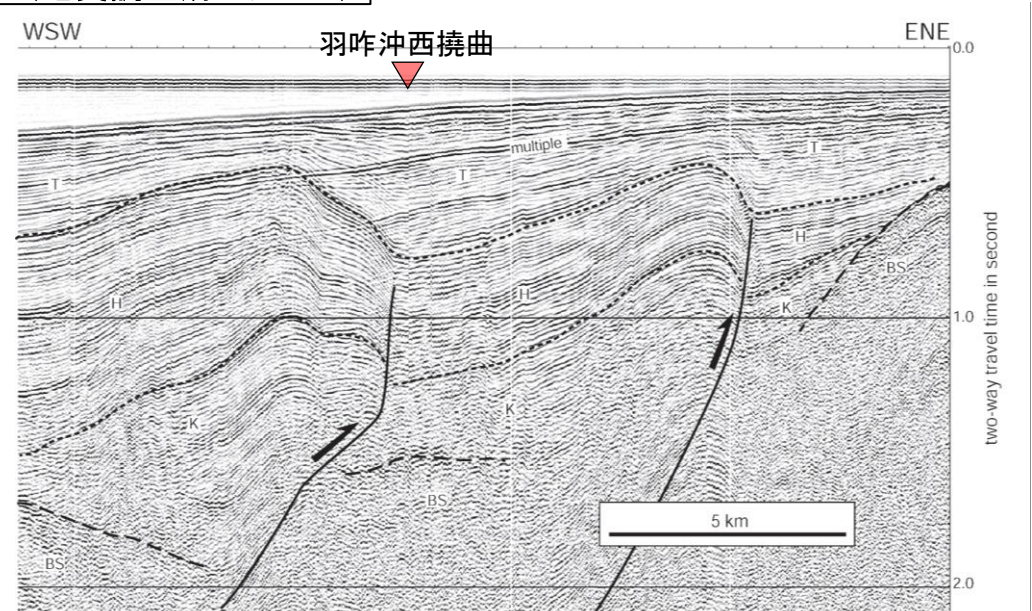 WSW
ENE
羽咋沖西撓曲
0.0
multiple
T
T
T
H
H
H
BS
K
1.0
K
K
BS
BS
5 km
2.0
two-way travel time in second